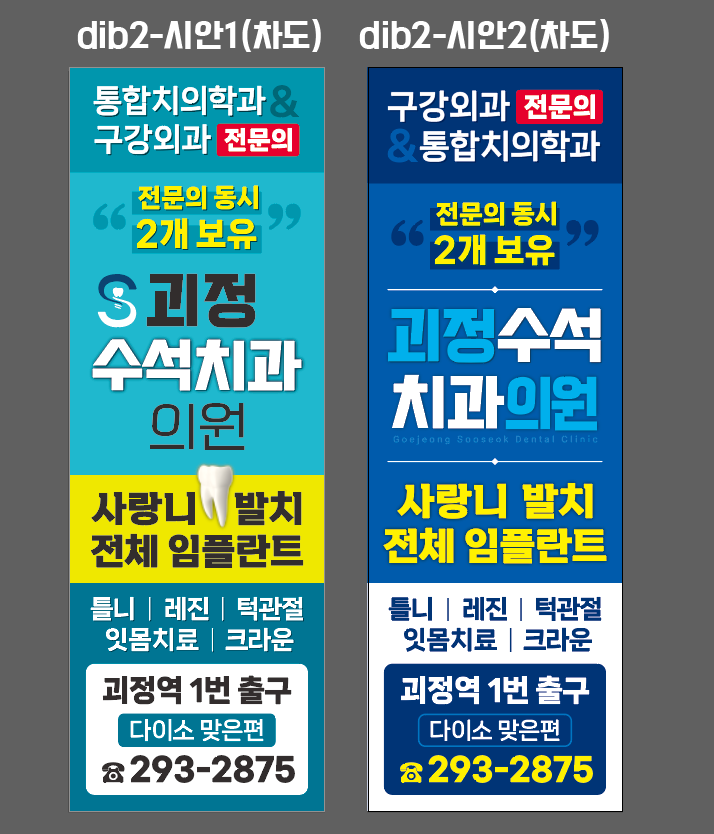 dib2-시안1(차도)
통합치의학과&
구강외과 전문의
“전문의 동시
2개 보유”
괴정
수석치과
의원
사랑니 발치
전체 임플란트
틀니 | 레진 | 턱관절
잇몸치료 | 크라운
괴정역 1번 출구
다이소 맞은편
☎293-2875
dib2-시안2(차도)
구강외과 전문의
&통합치의학과
“전문의 동시
2개 보유”
괴정수석
치과의원
Goejeong Sooseok Dental Clinic
사랑니 발치
전체 임플란트
틀니 | 레진 | 턱관절
잇몸치료 | 크라운
괴정역 1번 출구
다이소 맞은편
☎293-2875